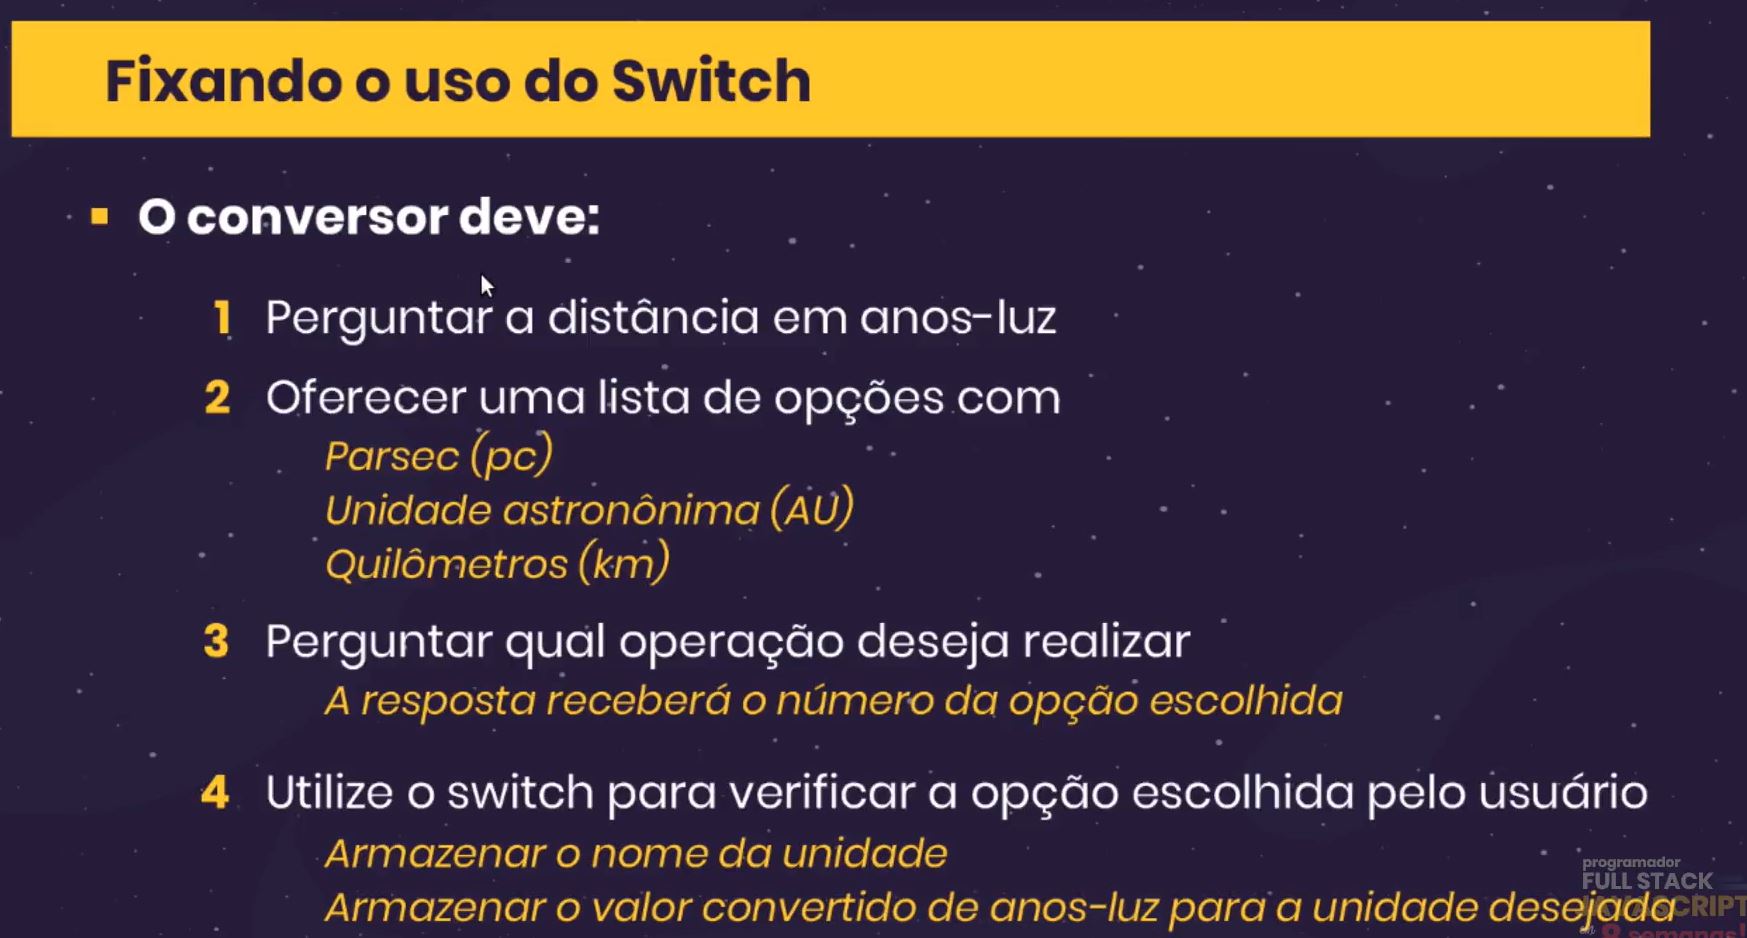 Fixando o uso do Switch
O conversor deve:
1 Perguntar a distância em anos-luz
2 Oferecer uma lista de opções com
Parsec (pc)
Unidade astronônima (AU)
Quilômetros (km)
3 Perguntar qual operação deseja realizar
A resposta receberá o número da opção escolhida
4 Utilize o switch para verificar a opção escolhida pelo usuário
Armazenar o nome da unidade
Armazenar o valor convertido de anos-luz para a unidade desejada
programador
FULL STACK
JAVASCRIPT
em 8 semanas!